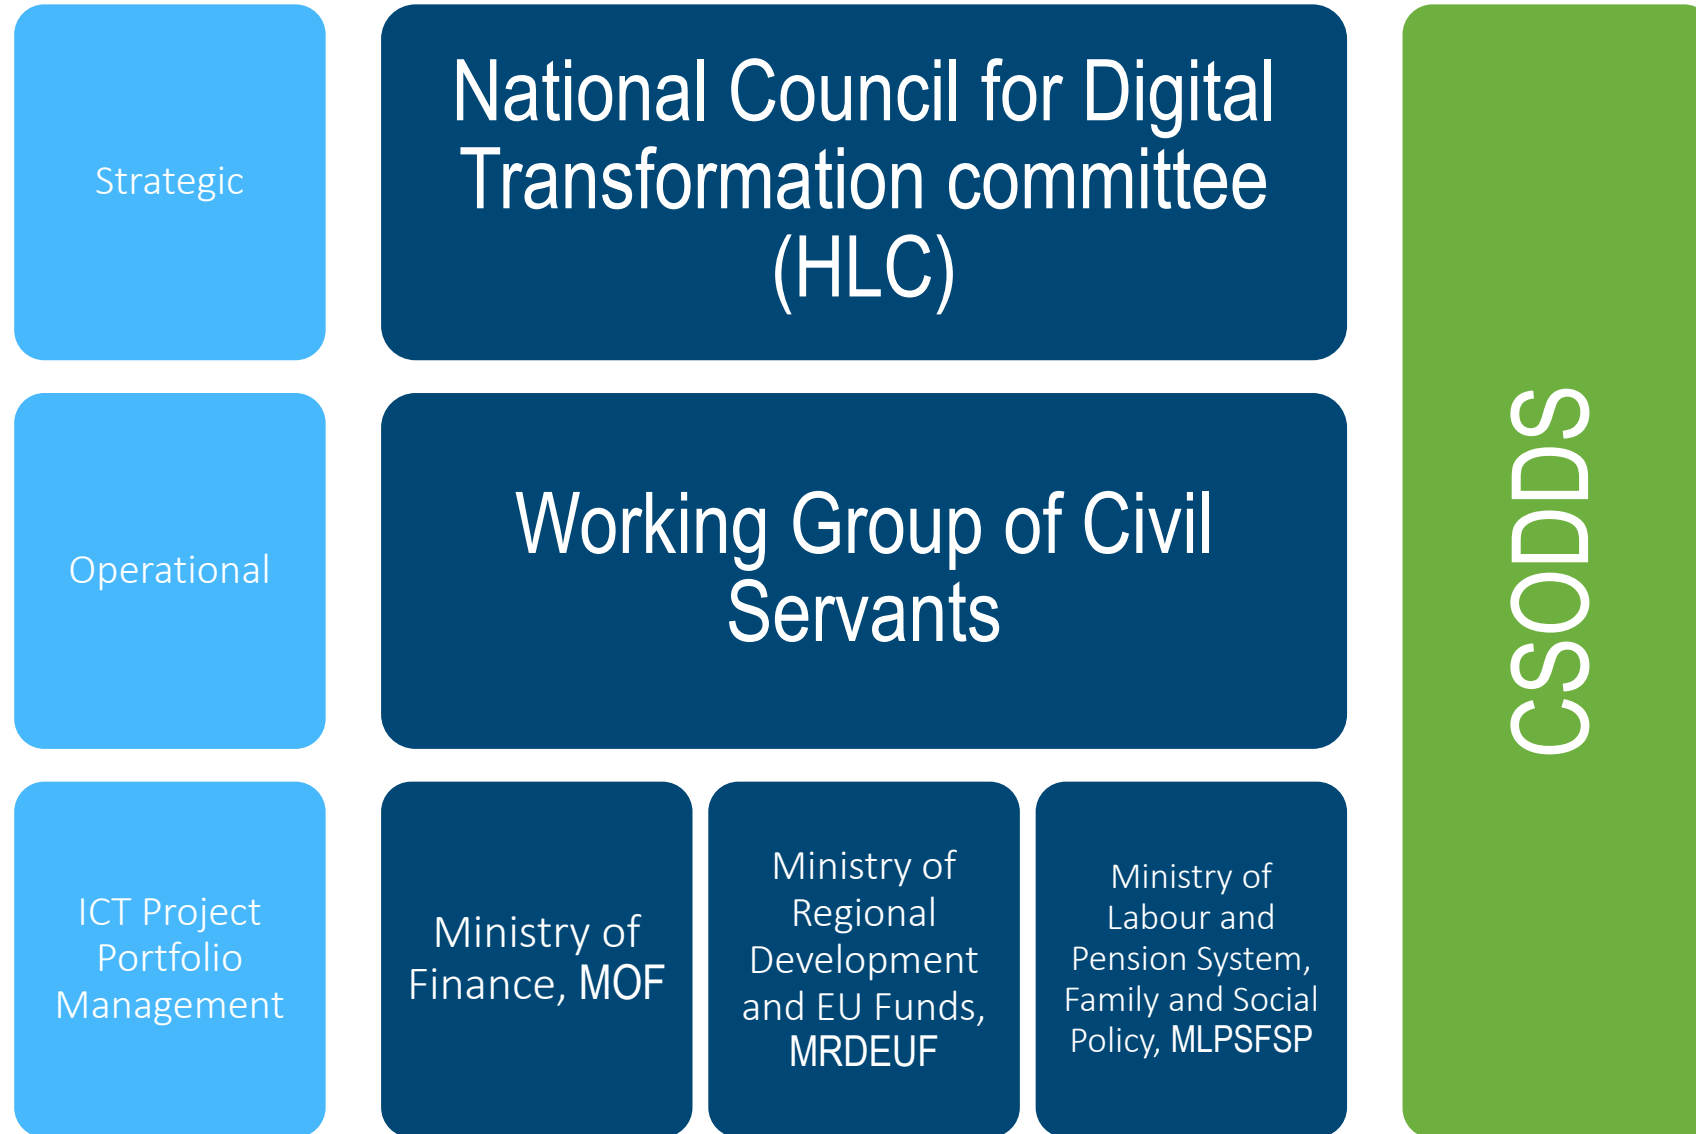 Strategic
National Council for Digital
Transformation committee
(HLC)
Operational
Working Group of Civil
Servants
ICT Project
Portfolio
Management
Ministry of
Finance, MOF
Ministry of
Regional
Development
and EU Funds,
MRDEUF
Ministry of
Labour and
Pension System,
Family and Social
Policy, MLPSFSP
CSODDS